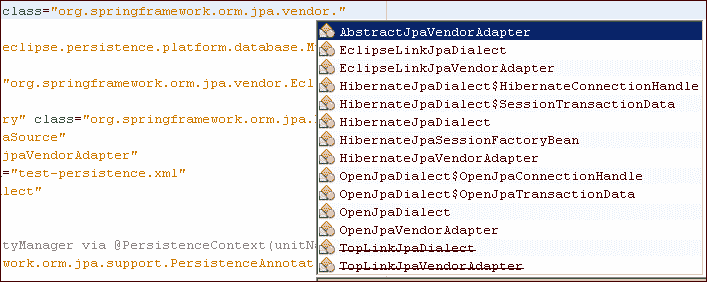 class="org.springframework.orm.jpa.vendor."
AbstractJpaVendorAdapter
eclipse.persistence.platform.database.M
EclipseLinkJpaDialect
EclipseLinkJpaVendorAdapter
"org.springframework.orm.jpa.vendor.Ecl
HibernateJpaDialect$HibernateConnectionHandle
HibernateJpaDialect$SessionTransactionData
ry" class="org.springframework.orm.jpa.
HibernateJpaDialect
aSource"
HibernateJpaSessionFactoryBean
jpaVendorAdapter"
HibernateJpaVendorAdapter
="test-persistence.xml"
OpenJpaDialect$OpenJpaConnectionHandle
lect"
OpenJpaDialect$OpenJpaTransactionData
OpenJpaDialect
OpenJpaVendorAdapter
tyManager via @PersistenceContext(unitNa
TopLinkJpaDialect
work.orm.jpa.support.PersistenceAnnotat
TopLinkJpaVendorAdapter